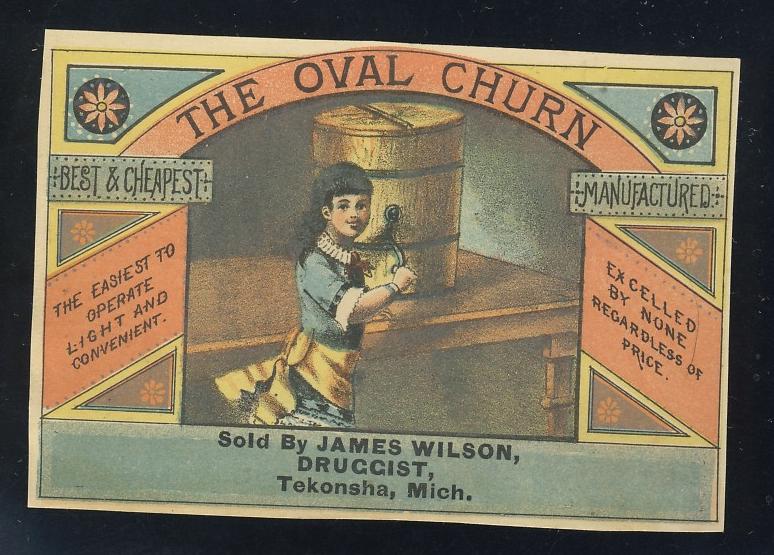 THE OVAL CHURN
BEST & CHEAPEST
MANUFACTURED
THE EASIEST TO
OPERATE
LIGHT AND
CONVENIENT.
EXCELLED
BY NONE
REGARDLESS OF
PRICE.
Sold By JAMES WILSON,
DRUGGIST,
Tekonsha, Mich.